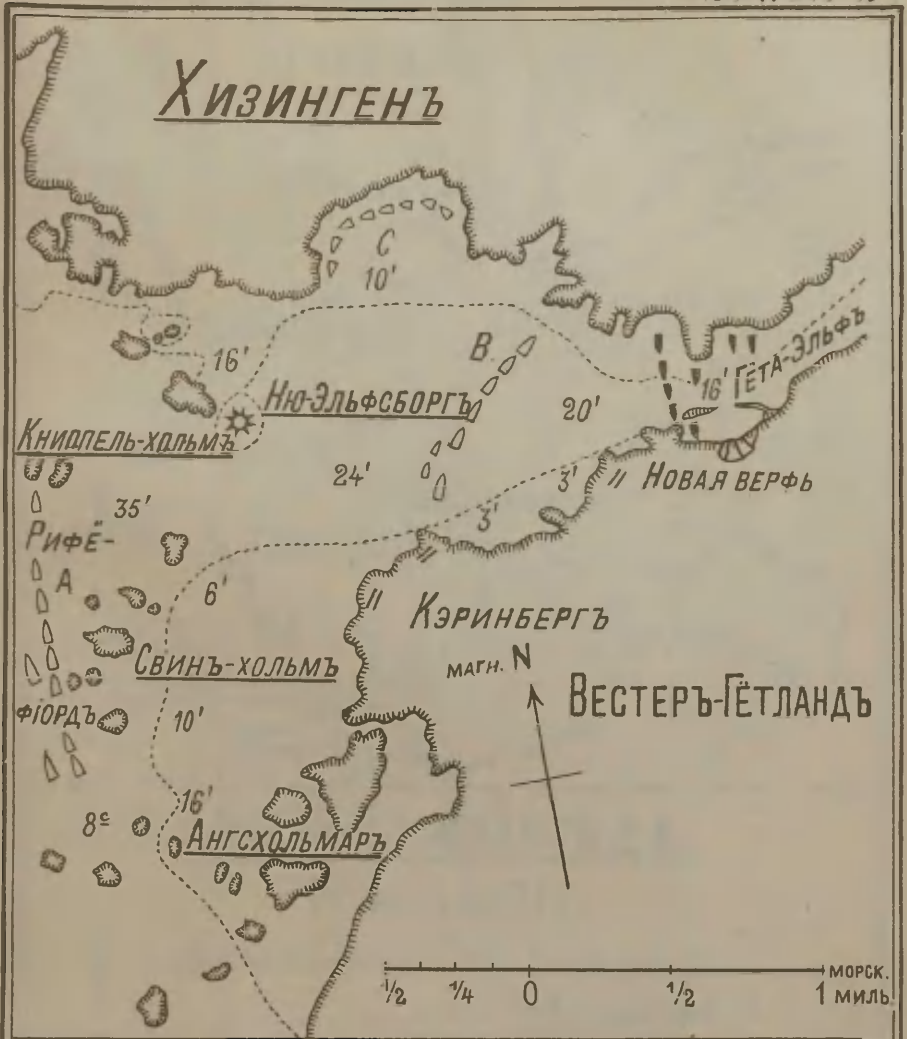 Хизингенъ
C
10'
B.
16'
Гёта-Эльфъ
16'
Ню-Эльфсборгъ
20'
Книппель-хольмъ
24'
3'
// Новая верфь
35'
3'
Рифё-
A
6'
//
//
Кэринбергъ
Свинъ-хольмъ
магн. N
Вестеръ-Гётландъ
фіордъ
10'
16'
8с
Ангсхольмаръ
морск.
1/2 1/4 0 1/2 1 миль